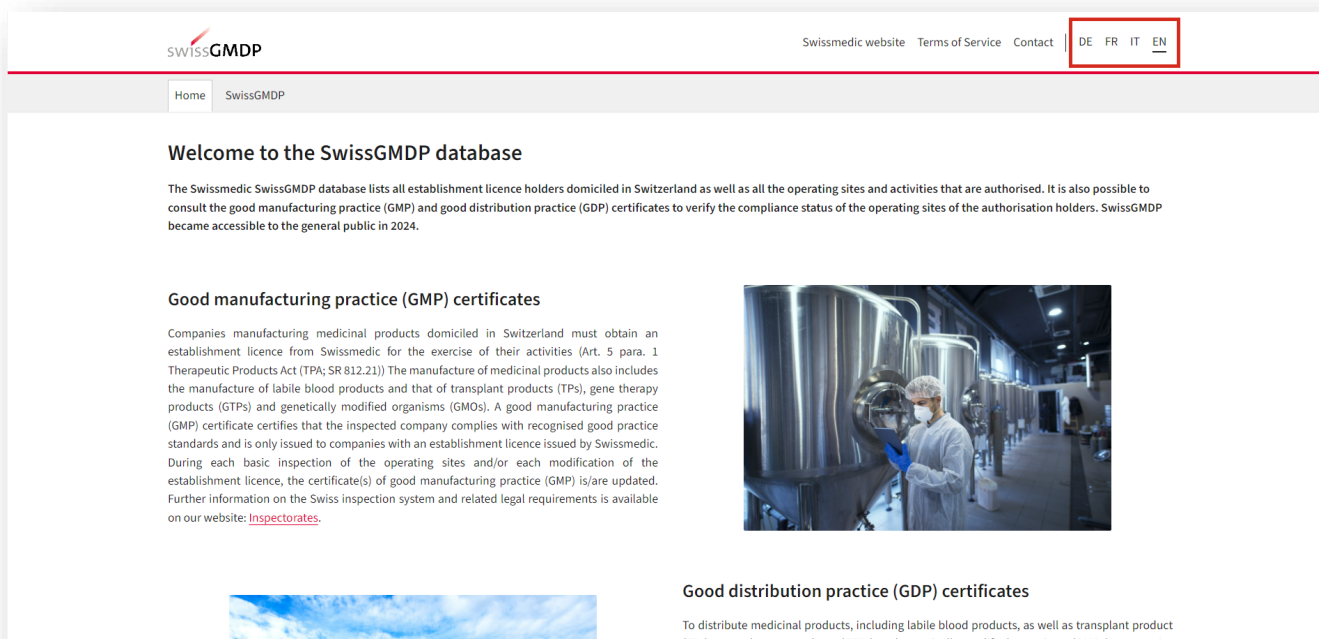 swissGMDP
Swissmedic website Terms of Service Contact DE FR IT EN
Home SwissGMDP
Welcome to the SwissGMDP database
The Swissmedic SwissGMDP database lists all establishment licence holders domiciled in Switzerland as well as all the operating sites and activities that are authorised. It is also possible to
consult the good manufacturing practice (GMP) and good distribution practice (GDP) certificates to verify the compliance status of the operating sites of the authorisation holders. SwissGMDP
became accessible to the general public in 2024.
Good manufacturing practice (GMP) certificates
Companies manufacturing medicinal products domiciled in Switzerland must obtain an
establishment licence from Swissmedic for the exercise of their activities (Art. 5 para. 1
Therapeutic Products Act (TPA; SR 812.21)) The manufacture of medicinal products also includes
the manufacture of labile blood products and that of transplant products (TPs), gene therapy
products (GTPs) and genetically modified organisms (GMOs). A good manufacturing practice
(GMP) certificate certifies that the inspected company complies with recognised good practice
standards and is only issued to companies with an establishment licence issued by Swissmedic.
During each basic inspection of the operating sites and/or each modification of the
establishment licence, the certificate(s) of good manufacturing practice (GMP) is/are updated.
Further information on the Swiss inspection system and related legal requirements is available
on our website: Inspectorates.
Good distribution practice (GDP) certificates
To distribute medicinal products, including labile blood products, as well as transplant product